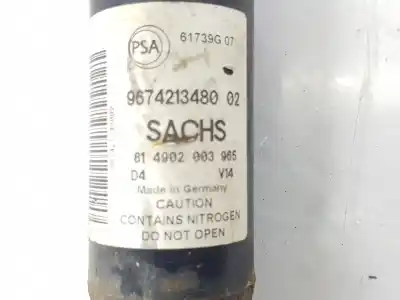 PSA
61739G 07
9674213480 02
SACHS
81 4902 003 965
D4 V14
Made in Germany
CAUTION
CONTAINS NITROGEN
DO NOT OPEN